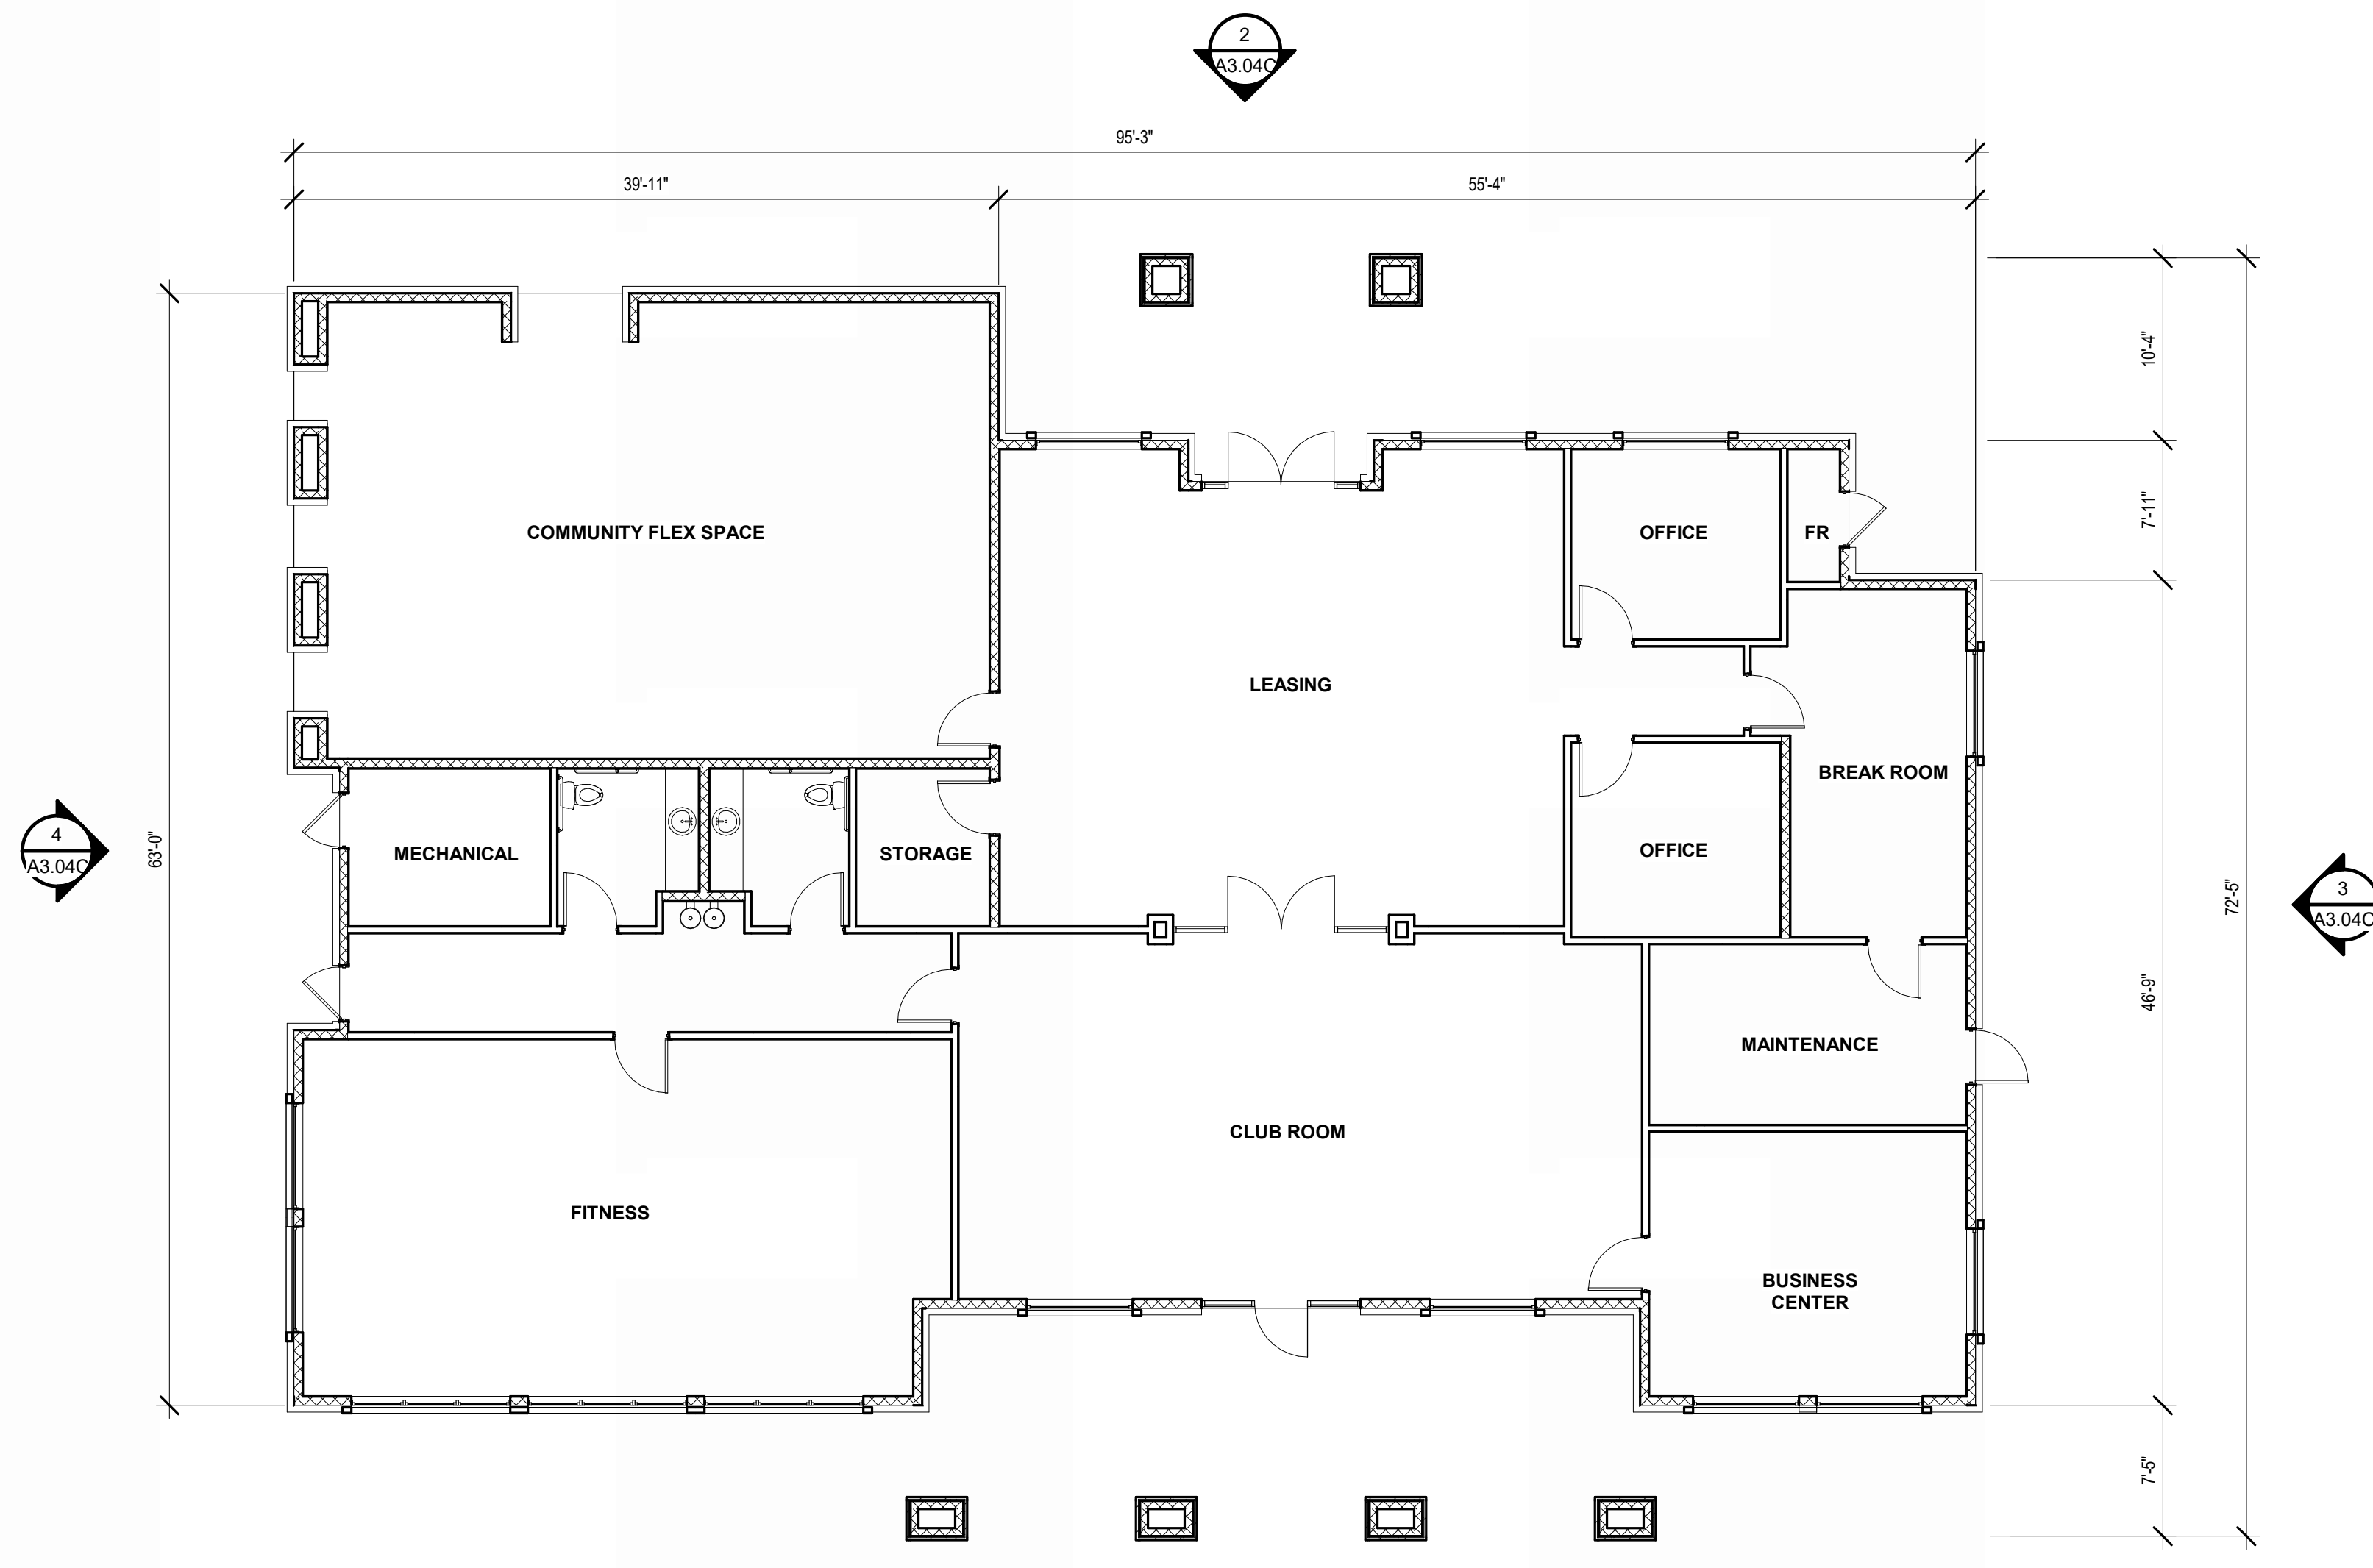 2
A3.04C
95'-3"
39'-11"
55'-4"
10'-4"
7'-11"
COMMUNITY FLEX SPACE
OFFICE
FR
LEASING
BREAK ROOM
4
A3.04C
63'-0"
MECHANICAL
STORAGE
OFFICE
72'-5"
3
A3.04C
46'-9"
MAINTENANCE
CLUB ROOM
FITNESS
BUSINESS
CENTER
7'-5"